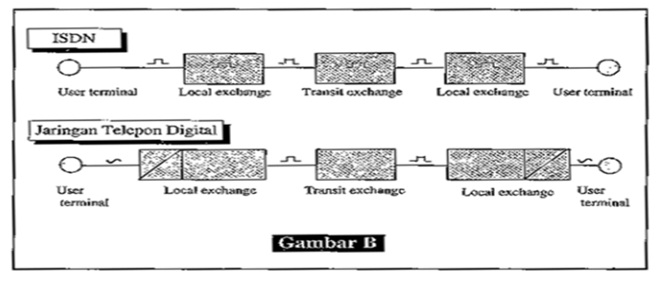 ISDN
User terminal Local exchange Transit exchange Local exchange User terminal
Jaringan Telepon Digital
User terminal Local exchange Transit exchange Local exchange User terminal
Gambar B